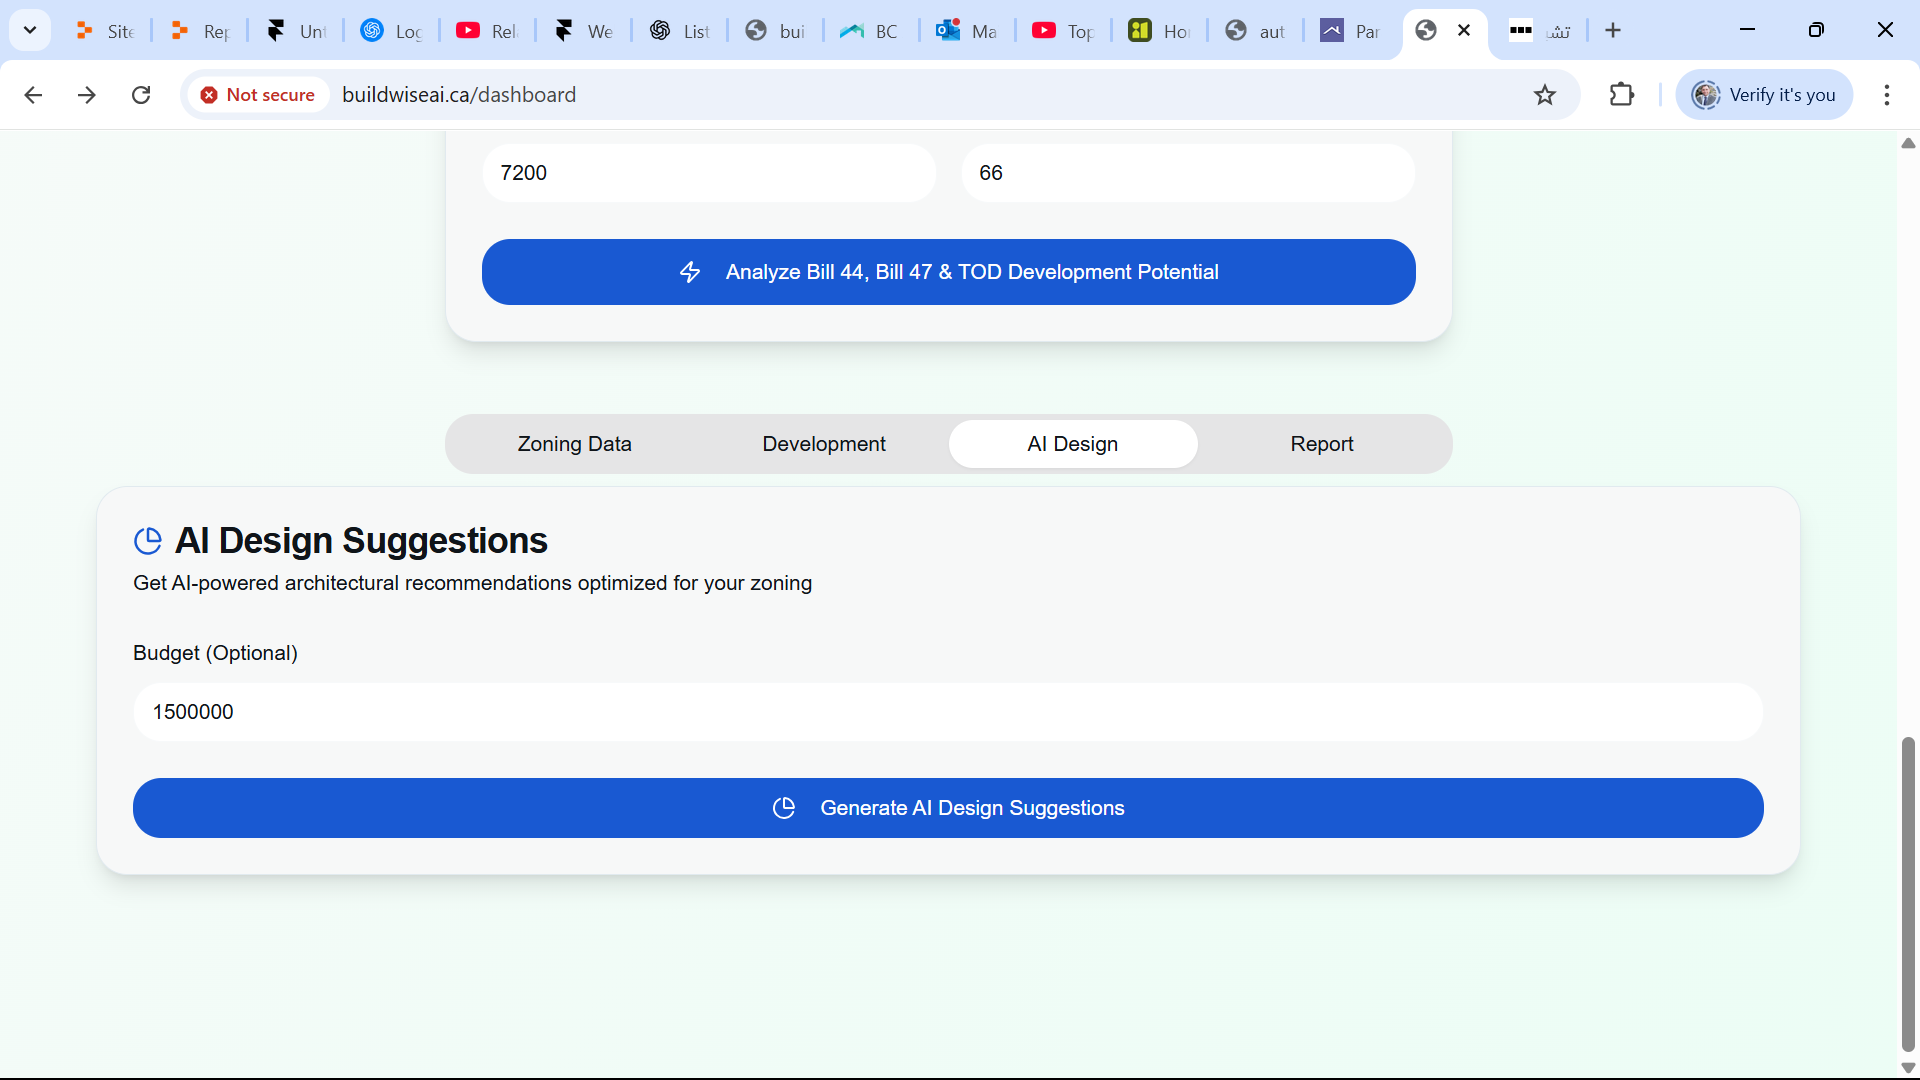 Site
Rep
Unt
Log
Rel
We
List
bui
BC
Ma
Top
Ho
aut
Par
تش
Not secure
buildwiseai.ca/dashboard
Verify it's you
7200
66
Analyze Bill 44, Bill 47 & TOD Development Potential
Zoning Data
Development
AI Design
Report
AI Design Suggestions
Get AI-powered architectural recommendations optimized for your zoning
Budget (Optional)
1500000
Generate AI Design Suggestions